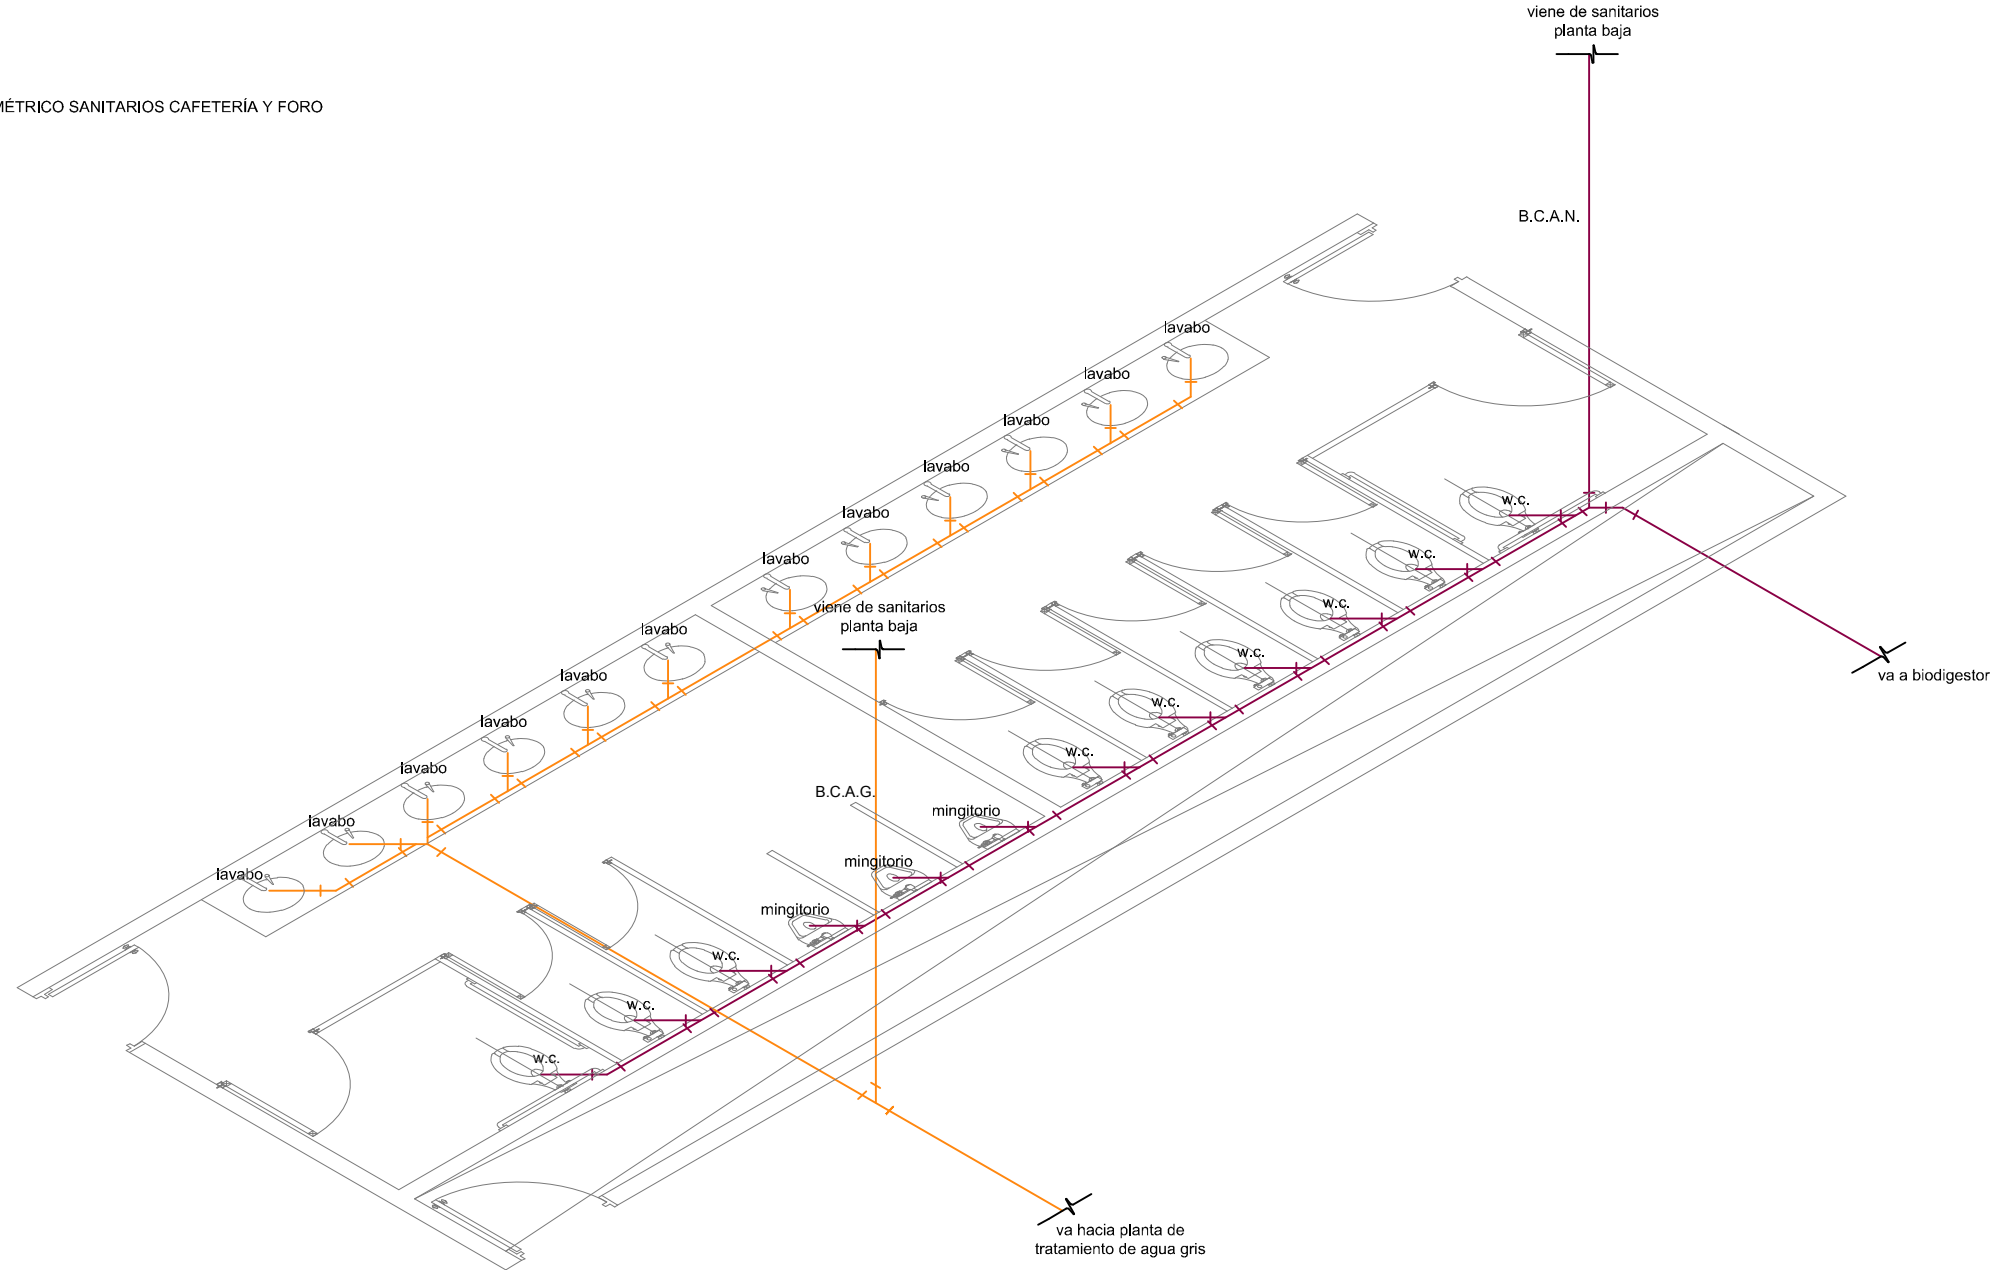 viene de sanitarios
planta baja
MÉTRICO SANITARIOS CAFETERÍA Y FORO
B.C.A.N.
lavabo
lavabo
lavabo
lavabo
lavabo
lavabo
viene de sanitarios
planta baja
lavabo
lavabo
lavabo
lavabo
lavabo
lavabo
w.c.
w.c.
w.c.
w.c.
w.c.
w.c.
va a biodigestor
B.C.A.G.
mingitorio
mingitorio
mingitorio
w.c.
w.c.
w.c.
va hacia planta de
tratamiento de agua gris